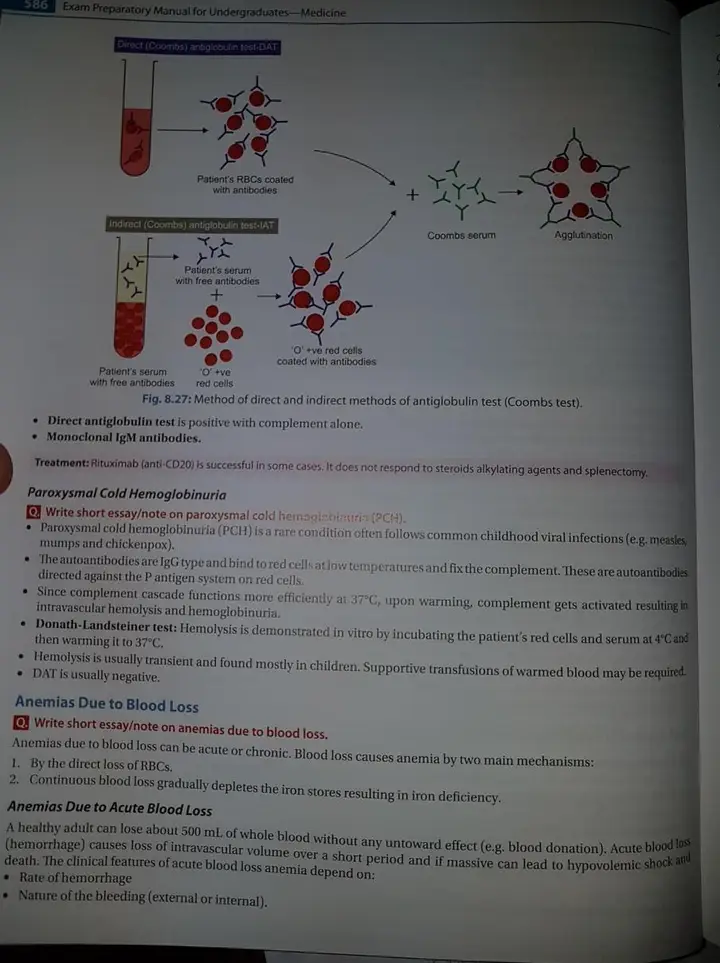 586 Exam Preparatory Manual for Undergraduates—Medicine
Direct (Coombs) antiglobulin test-DAT
Patient's RBCs coated
with antibodies
Indirect (Coombs) antiglobulin test-IAT
Patient's serum
with free antibodies
+
+
Coombs serum
Agglutination
Patient's serum
with free antibodies
'O' +ve
red cells
'O' +ve red cells
coated with antibodies
Fig. 8.27: Method of direct and indirect methods of antiglobulin test (Coombs test).
• Direct antiglobulin test is positive with complement alone.
• Monoclonal IgM antibodies.
Treatment: Rituximab (anti-CD20) is successful in some cases. It does not respond to steroids alkylating agents and splenectomy.
Paroxysmal Cold Hemoglobinuria
Q. Write short essay/note on paroxysmal cold hemoglobinuria (PCH).
• Paroxysmal cold hemoglobinuria (PCH) is a rare condition often follows common childhood viral infections (e.g. measles,
mumps and chickenpox).
• The autoantibodies are IgG type and bind to red cells at low temperatures and fix the complement. These are autoantibodies
directed against the P antigen system on red cells.
• Since complement cascade functions more efficiently at 37°C, upon warming, complement gets activated resulting in
intravascular hemolysis and hemoglobinuria.
• Donath-Landsteiner test: Hemolysis is demonstrated in vitro by incubating the patient's red cells and serum at 4°C and
then warming it to 37°C.
• Hemolysis is usually transient and found mostly in children. Supportive transfusions of warmed blood may be required.
• DAT is usually negative.
Anemias Due to Blood Loss
Q. Write short essay/note on anemias due to blood loss.
Anemias due to blood loss can be acute or chronic. Blood loss causes anemia by two main mechanisms:
1. By the direct loss of RBCs.
2. Continuous blood loss gradually depletes the iron stores resulting in iron deficiency.
Anemias Due to Acute Blood Loss
A healthy adult can lose about 500 mL of whole blood without any untoward effect (e.g. blood donation). Acute blood loss
(hemorrhage) causes loss of intravascular volume over a short period and if massive can lead to hypovolemic shock and
death. The clinical features of acute blood loss anemia depend on:
• Rate of hemorrhage
• Nature of the bleeding (external or internal).